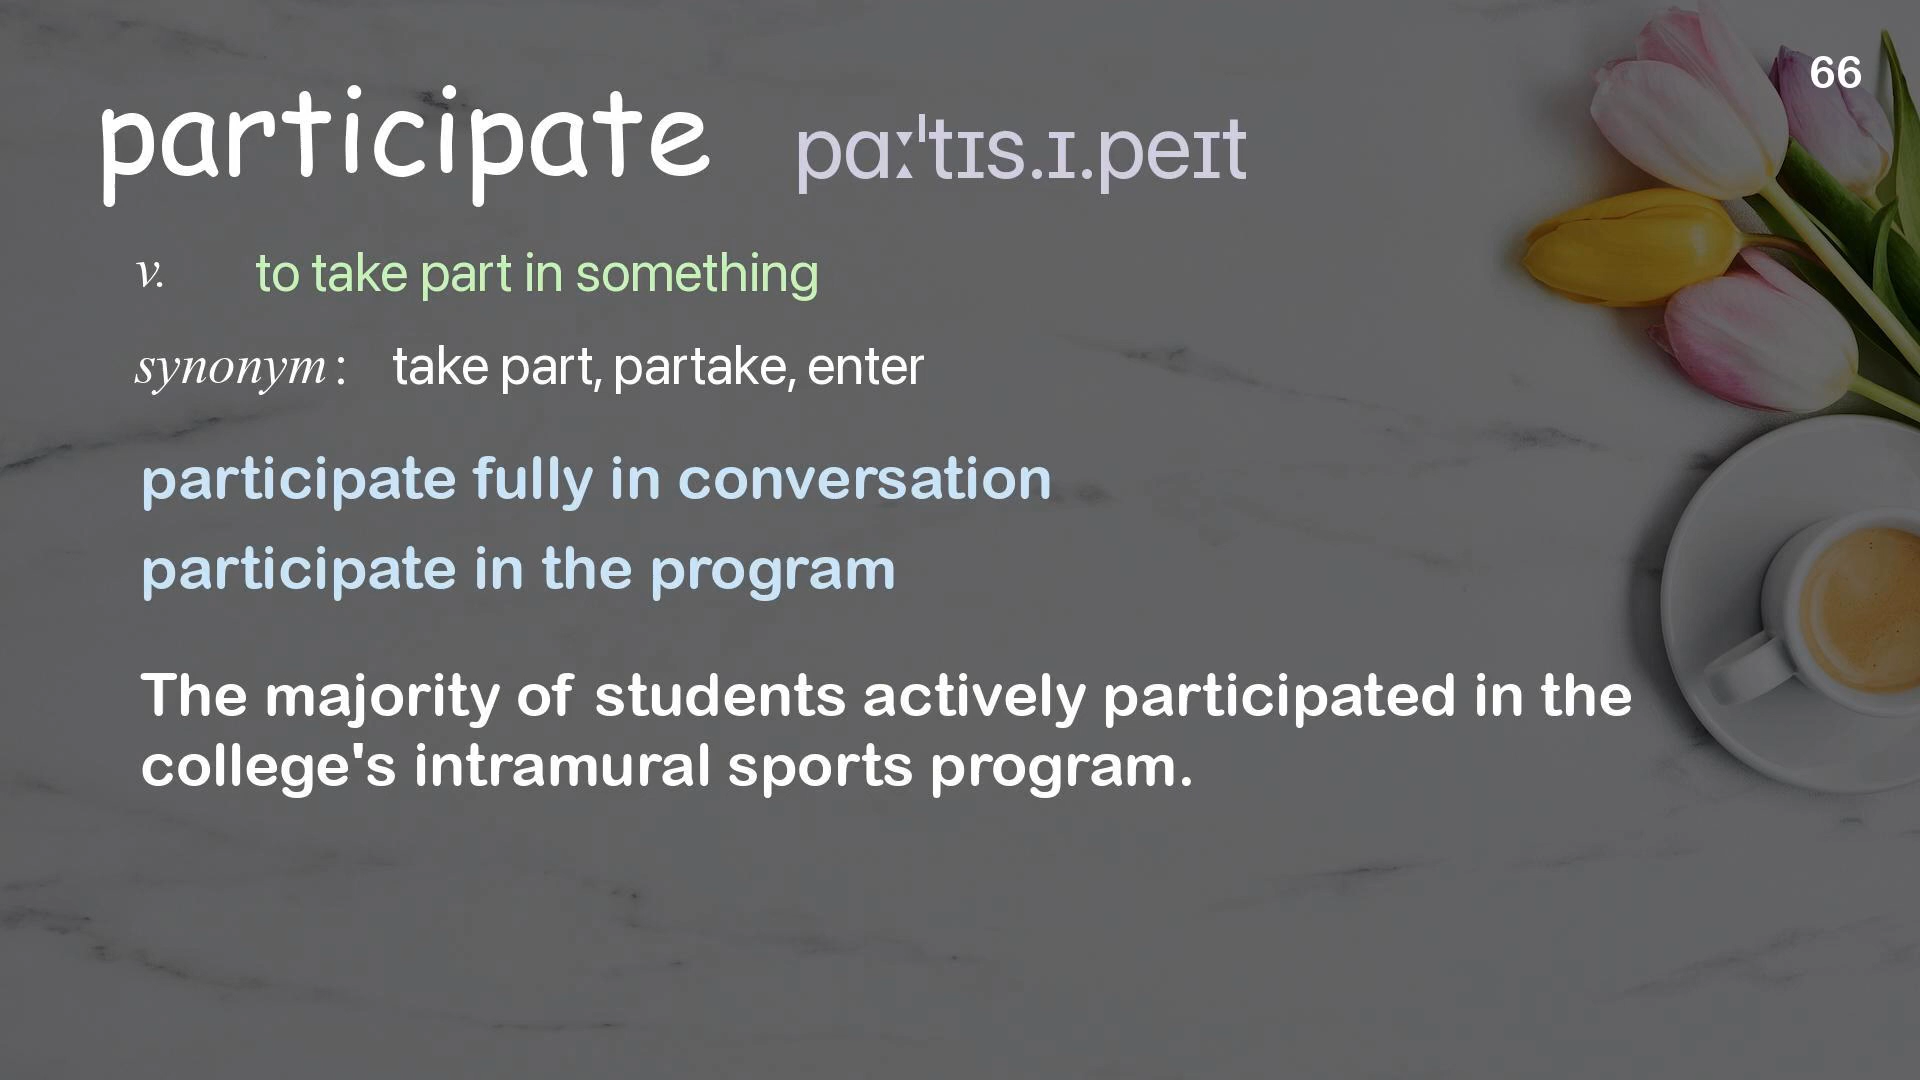 66
participate pɑːˈtɪs.ɪ.peɪt
v. to take part in something
synonym : take part, partake, enter
participate fully in conversation
participate in the program
The majority of students actively participated in the
college's intramural sports program.